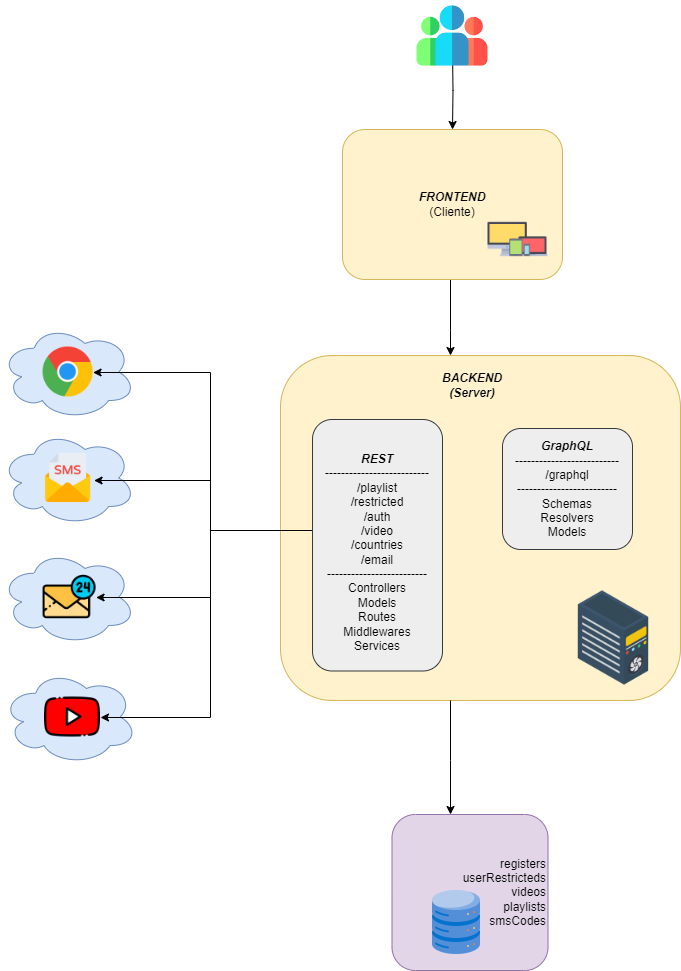 FRONTEND
(Cliente)
BACKEND
(Server)
REST
--------------------------
/playlist
/restricted
/auth
/video
/countries
/email
-------------------------
Controllers
Models
Routes
Middlewares
Services
GraphQL
--------------------------
/graphql
-------------------------
Schemas
Resolvers
Models
SMS
24
registers
userRestricteds
videos
playlists
smsCodes